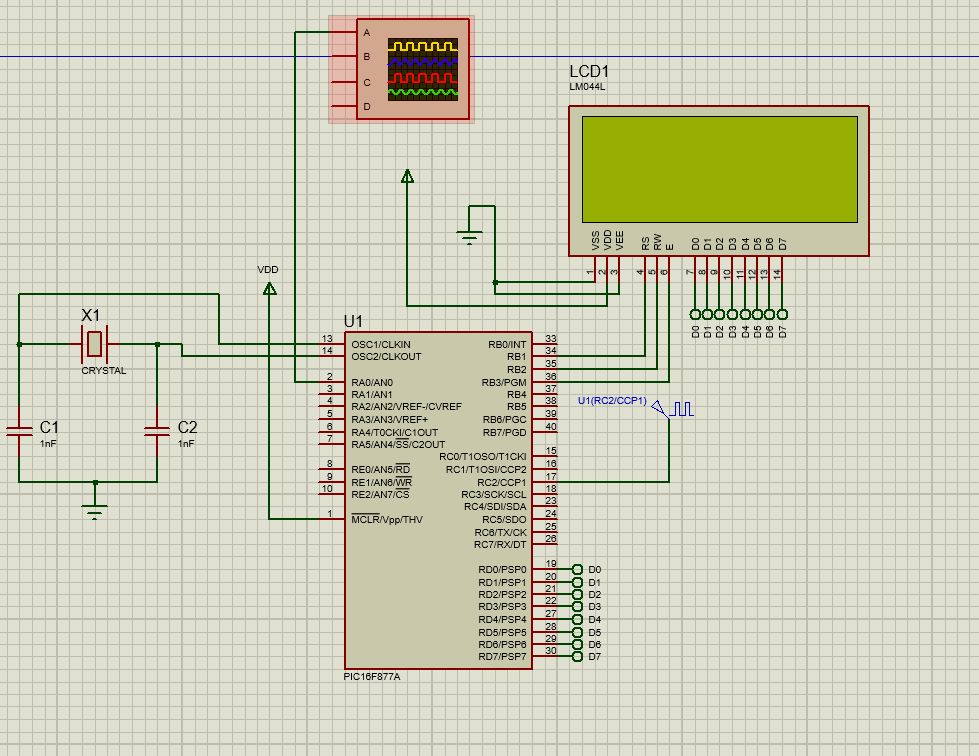 A
B
C
D
LCD1
LM044L
VSS
VDD
VEE
RS
RW
E
D0
D1
D2
D3
D4
D5
D6
D7
1
2
3
4
5
6
7
8
9
10
11
12
13
14
D0
D1
D2
D3
D4
D5
D6
D7
VDD
X1
CRYSTAL
C1
1nF
C2
1nF
U1
13 OSC1/CLKIN
14 OSC2/CLKOUT
2 RA0/AN0
3 RA1/AN1
4 RA2/AN2/VREF-/CVREF
5 RA3/AN3/VREF+
6 RA4/T0CKI/C1OUT
7 RA5/AN4/SS/C2OUT
8 RE0/AN5/RD
9 RE1/AN6/WR
10 RE2/AN7/CS
1 MCLR/Vpp/THV
RB0/INT 33
RB1 34
RB2 35
RB3/PGM 36
RB4 37
RB5 38
RB6/PGC 39
RB7/PGD 40
RC0/T1OSO/T1CKI 15
RC1/T1OSI/CCP2 16
RC2/CCP1 17
RC3/SCK/SCL 18
RC4/SDI/SDA 23
RC5/SDO 24
RC6/TX/CK 25
RC7/RX/DT 26
RD0/PSP0 19 D0
RD1/PSP1 20 D1
RD2/PSP2 21 D2
RD3/PSP3 22 D3
RD4/PSP4 27 D4
RD5/PSP5 28 D5
RD6/PSP6 29 D6
RD7/PSP7 30 D7
U1(RC2/CCP1)
PIC16F877A